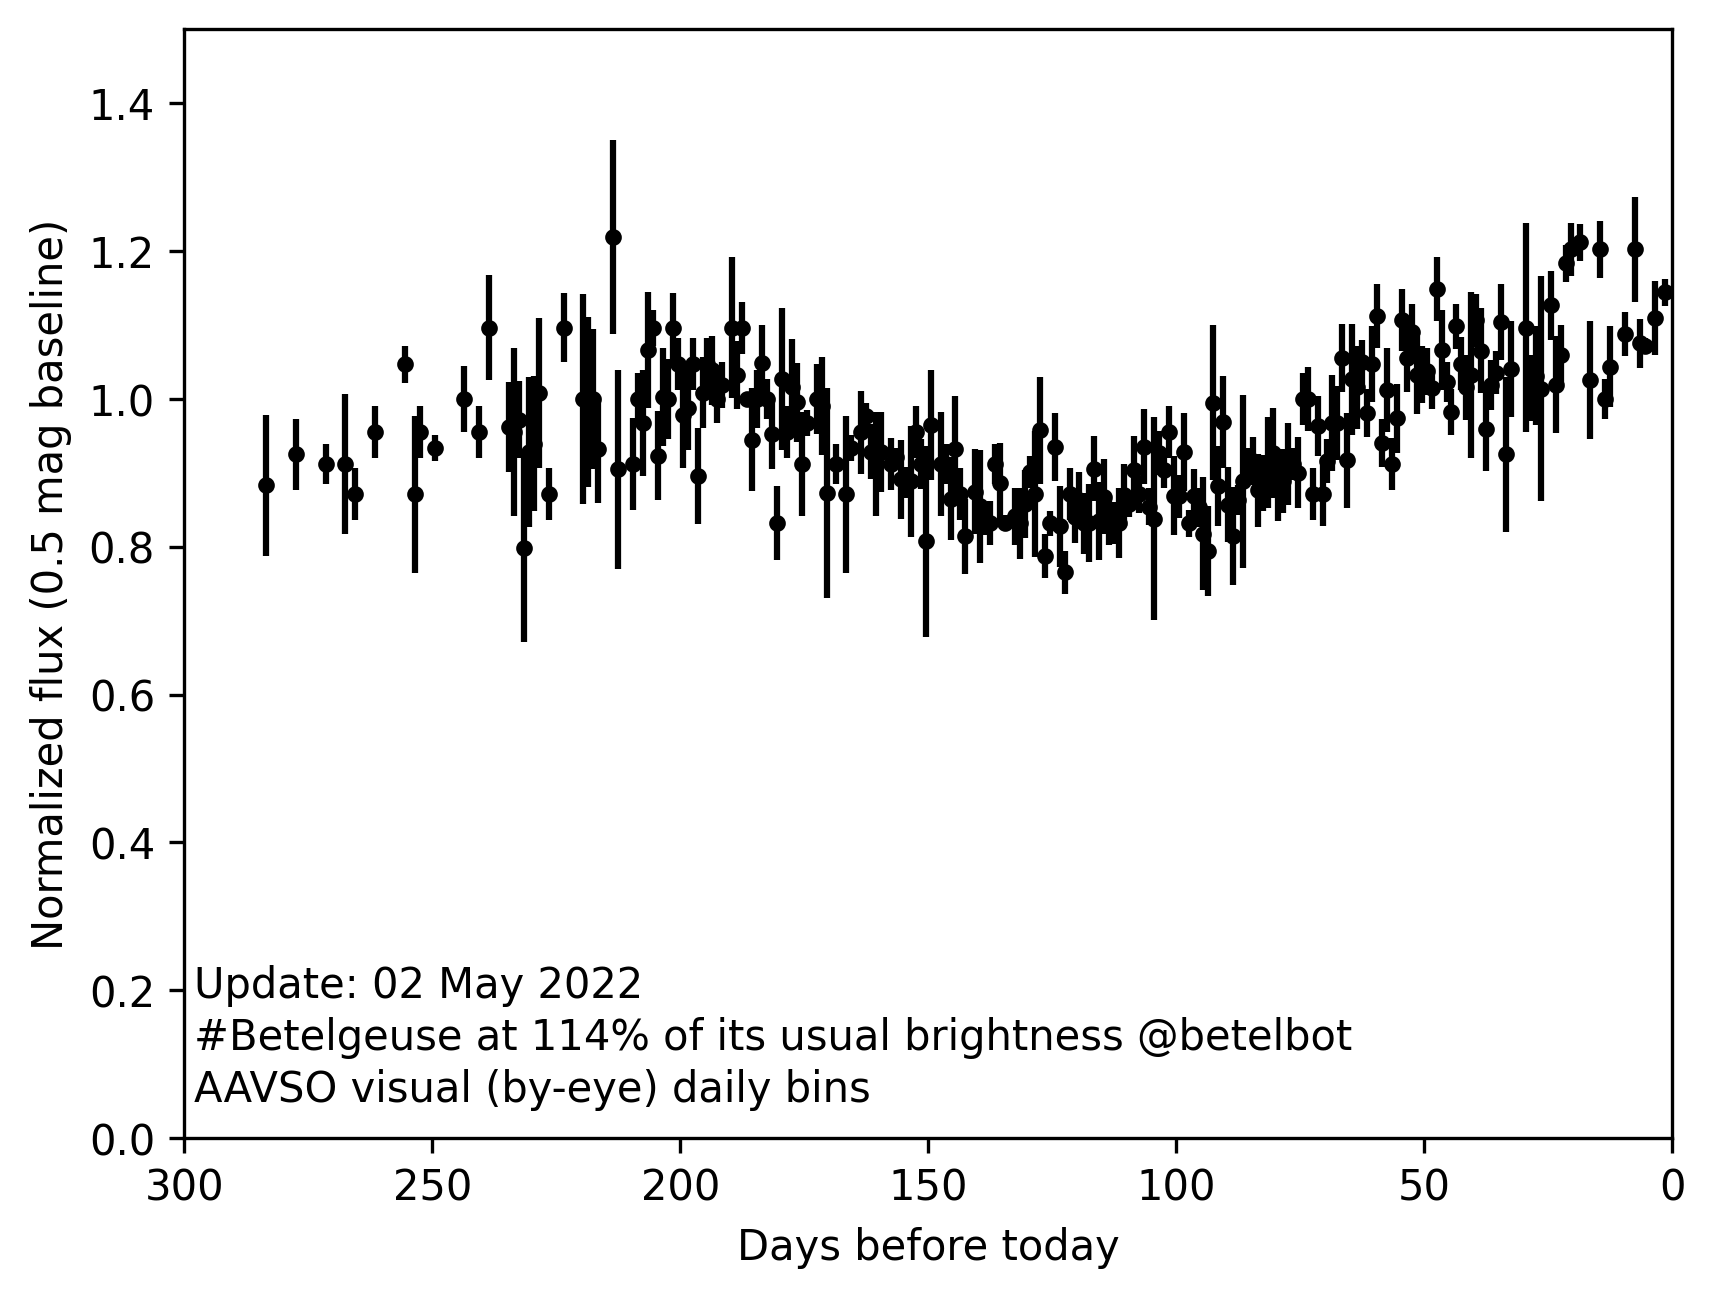 1.4
1.2
1.0
0.8
0.6
0.4
0.2
0.0
Normalized flux (0.5 mag baseline)
Update: 02 May 2022
#Betelgeuse at 114% of its usual brightness @betelbot
AAVSO visual (by-eye) daily bins
300 250 200 150 100 50 0
Days before today